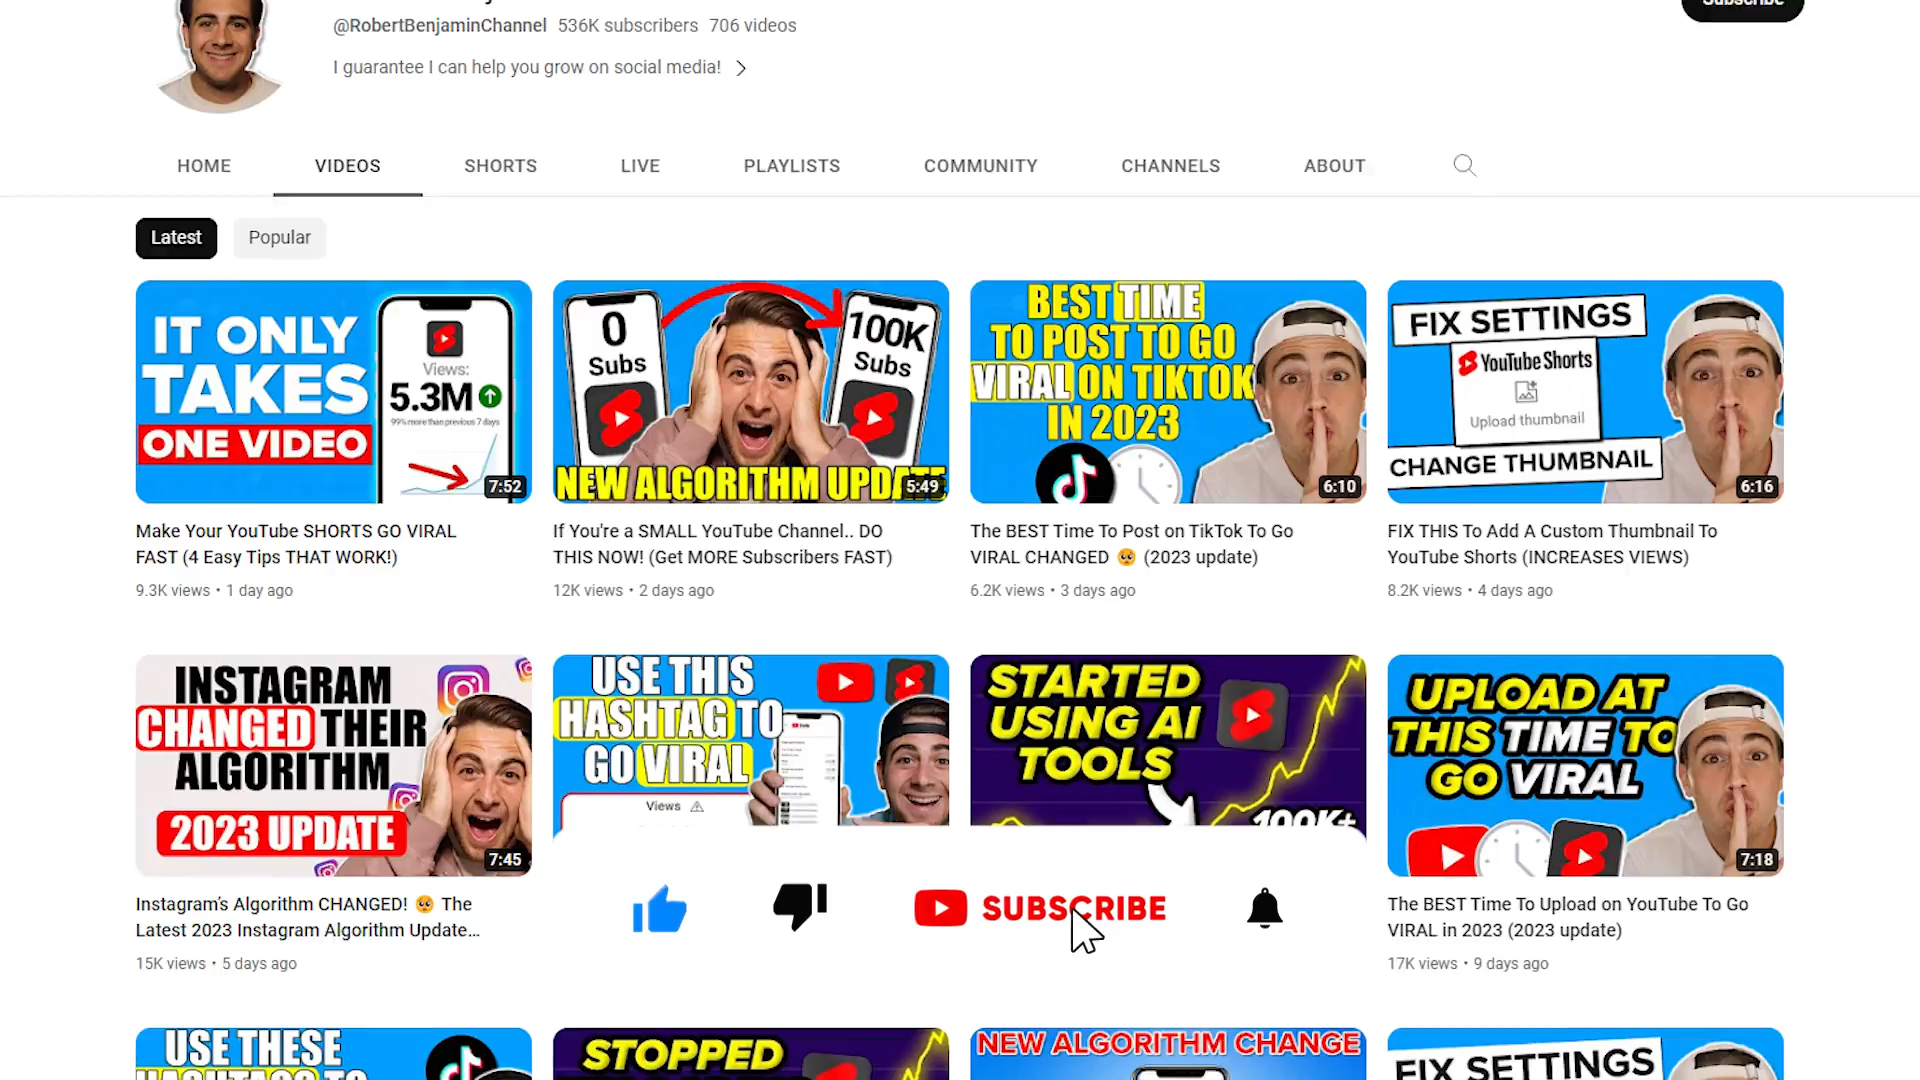 @RobertBenjaminChannel 536K subscribers 706 videos
Subscribe
I guarantee I can help you grow on social media!
HOME VIDEOS SHORTS LIVE PLAYLISTS COMMUNITY CHANNELS ABOUT
Latest Popular
IT ONLY
TAKES
ONE VIDEO
Views:
5.3M
99% more than previous 7 days
7:52
0
Subs
100K
Subs
NEW ALGORITHM UPDATE
5:49
BEST TIME
TO POST TO GO
VIRAL ON TIKTOK
IN 2023
6:10
FIX SETTINGS
YouTube Shorts
Upload thumbnail
CHANGE THUMBNAIL
6:16
Make Your YouTube SHORTS GO VIRAL
FAST (4 Easy Tips THAT WORK!)
9.3K views • 1 day ago
If You're a SMALL YouTube Channel.. DO
THIS NOW! (Get MORE Subscribers FAST)
12K views • 2 days ago
The BEST Time To Post on TikTok To Go
VIRAL CHANGED 🥺 (2023 update)
6.2K views • 3 days ago
FIX THIS To Add A Custom Thumbnail To
YouTube Shorts (INCREASES VIEWS)
8.2K views • 4 days ago
INSTAGRAM
CHANGED THEIR
ALGORITHM
2023 UPDATE
7:45
USE THIS
HASHTAG TO
GO VIRAL
Views
STARTED
USING AI
TOOLS
100K+
UPLOAD AT
THIS TIME TO
GO VIRAL
7:18
Instagram's Algorithm CHANGED! 🥺 The
Latest 2023 Instagram Algorithm Update...
15K views • 5 days ago
SUBSCRIBE
The BEST Time To Upload on YouTube To Go
VIRAL in 2023 (2023 update)
17K views • 9 days ago
USE THESE
HASHTAGS TO
STOPPED
NEW ALGORITHM CHANGE
FIX SETTINGS